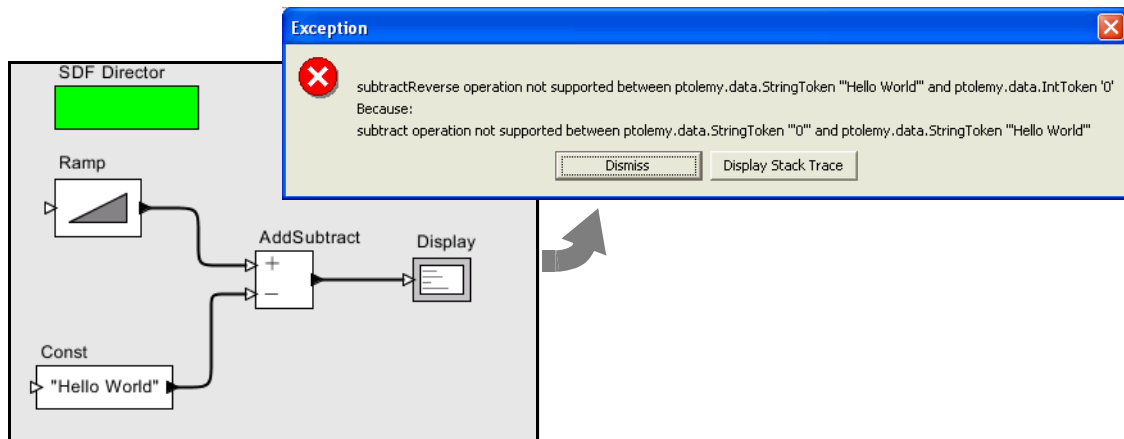 Exception
subtractReverse operation not supported between ptolemy.data.StringToken '"Hello World"' and ptolemy.data.IntToken '0'
Because:
subtract operation not supported between ptolemy.data.StringToken '"0"' and ptolemy.data.StringToken '"Hello World"'
Dismiss
Display Stack Trace
SDF Director
Ramp
AddSubtract
+
−
Display
Const
"Hello World"